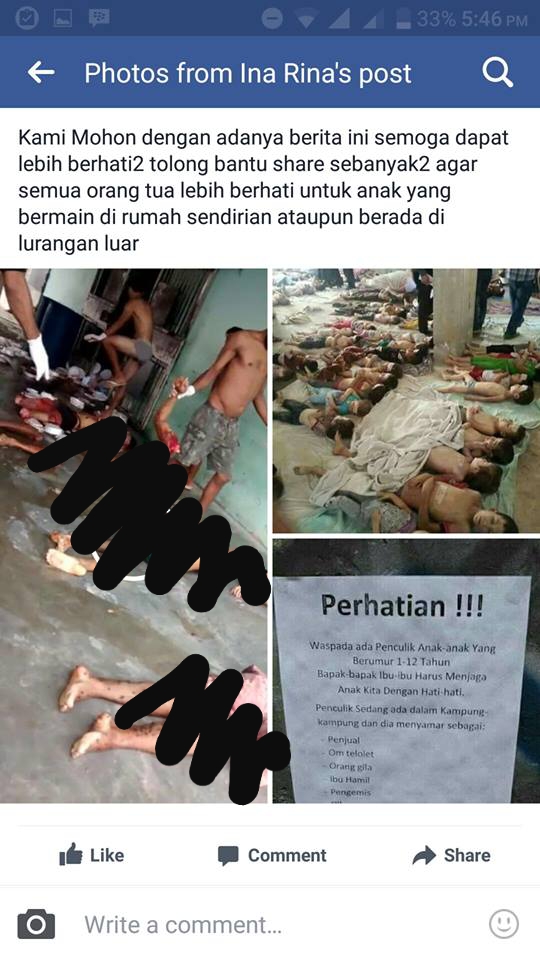 33% 5:46 PM
Photos from Ina Rina's post
Kami Mohon dengan adanya berita ini semoga dapat
lebih berhati2 tolong bantu share sebanyak2 agar
semua orang tua lebih berhati untuk anak yang
bermain di rumah sendirian ataupun berada di
lurangan luar
Perhatian !!!
Waspada ada Penculik Anak-anak Yang
Berumur 1-12 Tahun
Bapak-bapak Ibu-ibu Harus Menjaga
Anak Kita Dengan Hati-hati.
Penculik Sedang ada dalam Kampung-
kampung dan dia menyamar sebagai:
- Penjual
- Om telolet
- Orang gila
Ibu Hamil
- Pengemis
Like
Comment
Share
Write a comment...